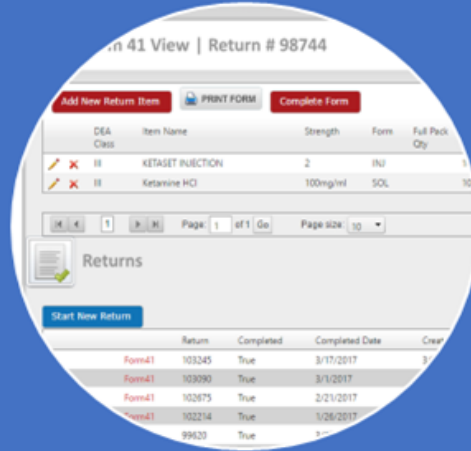 41 View | Return # 98744
Add New Return Item PRINT FORM Complete Form
DEA Class Item Name Strength Form Full Pack Qty
III KETASET INJECTION 2 INJ 1
III Ketamine HCl 100mg/ml SOL 10
1 Page: 1 of 1 Go Page size: 10
Returns
Start New Return
Return Completed Completed Date
Form41 103245 True 3/17/2017
Form41 103090 True 3/1/2017
Form41 102675 True 2/21/2017
Form41 102214 True 1/26/2017
99620 True